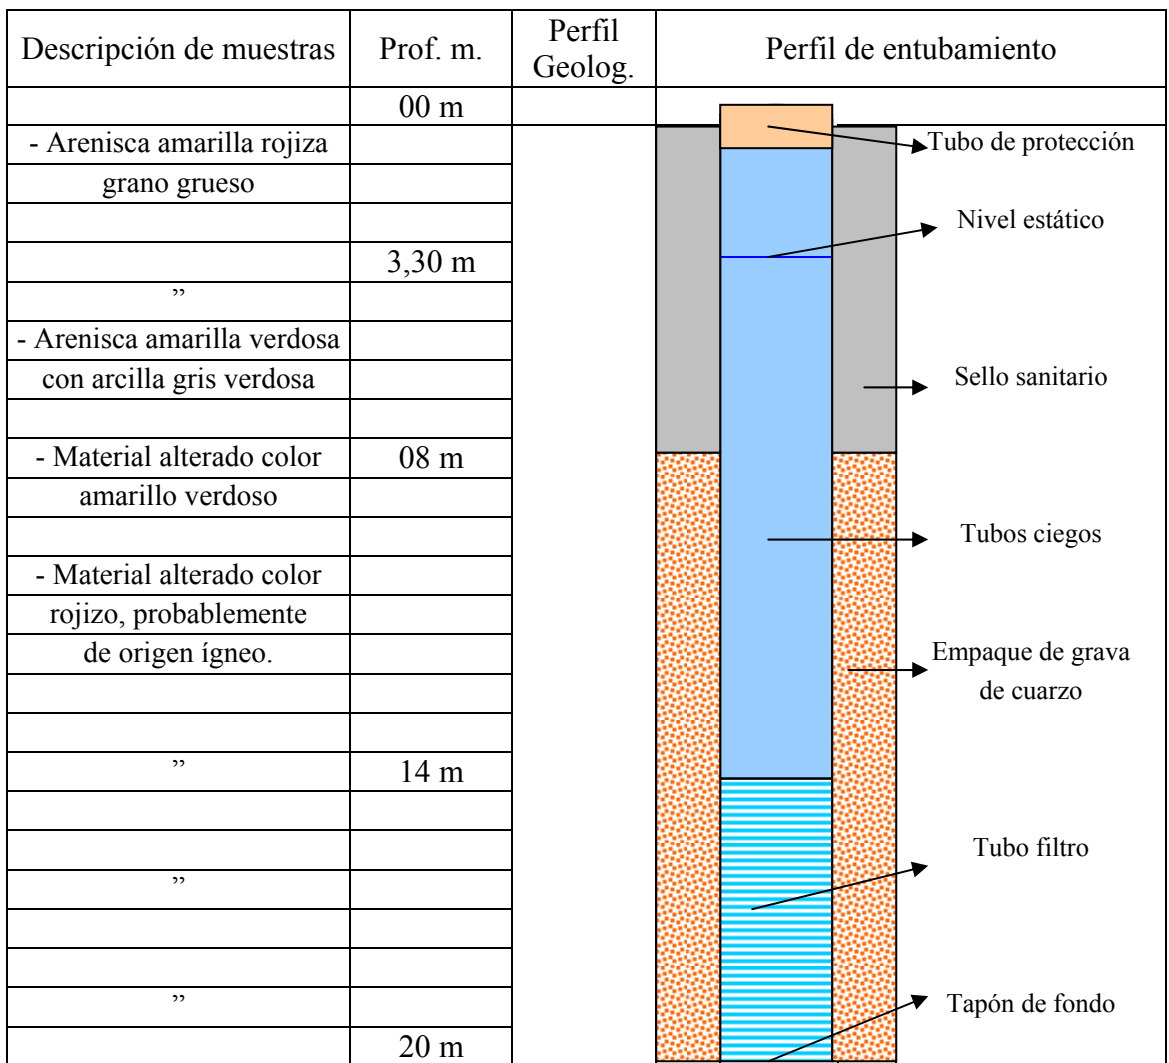 Descripción de muestras
Prof. m.
Perfil
Geolog.
Perfil de entubamiento
00 m
- Arenisca amarilla rojiza
Tubo de protección
grano grueso
Nivel estático
3,30 m
”
- Arenisca amarilla verdosa
con arcilla gris verdosa
Sello sanitario
- Material alterado color
08 m
amarillo verdoso
Tubos ciegos
- Material alterado color
rojizo, probablemente
de origen ígneo.
Empaque de grava
de cuarzo
”
14 m
Tubo filtro
”
”
Tapón de fondo
20 m